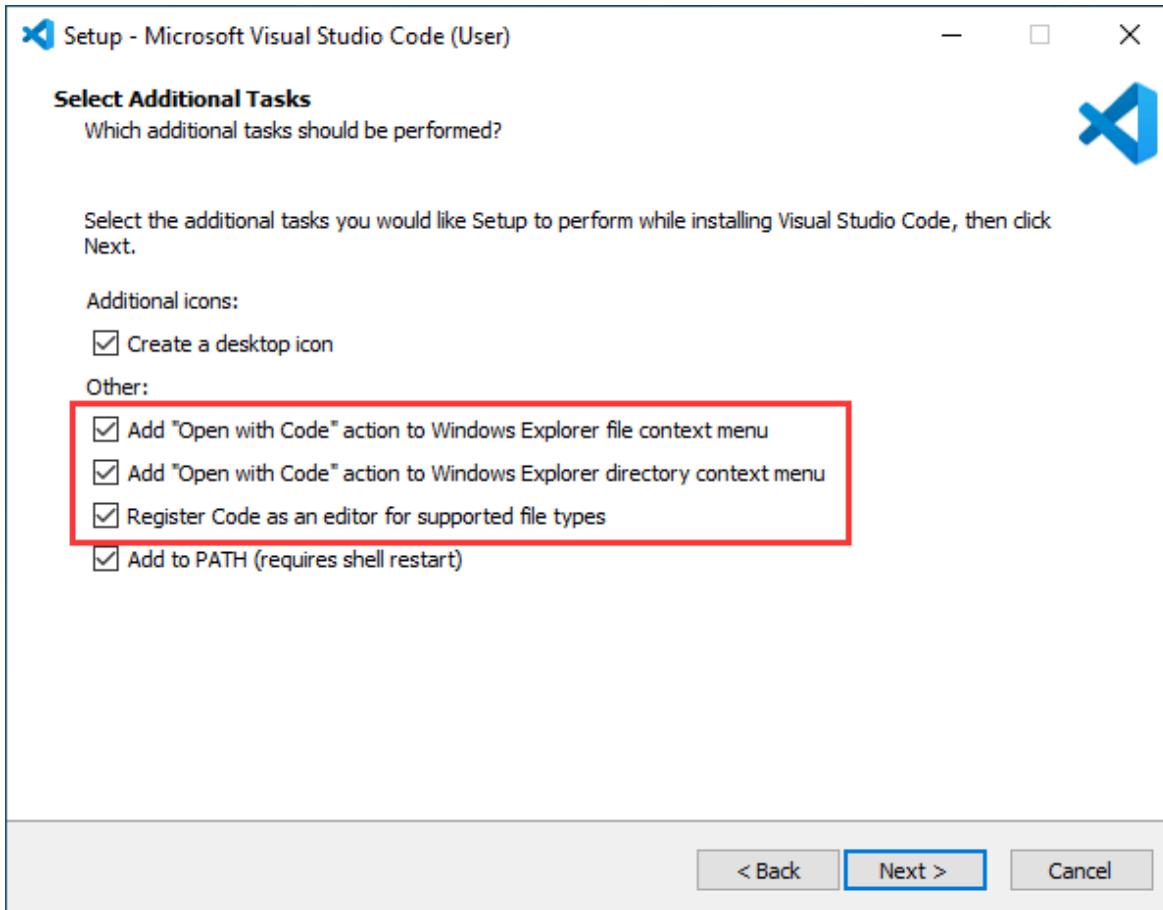 Setup - Microsoft Visual Studio Code (User)
Select Additional Tasks
Which additional tasks should be performed?
Select the additional tasks you would like Setup to perform while installing Visual Studio Code, then click
Next.
Additional icons:
Create a desktop icon
Other:
Add "Open with Code" action to Windows Explorer file context menu
Add "Open with Code" action to Windows Explorer directory context menu
Register Code as an editor for supported file types
Add to PATH (requires shell restart)
< Back Next > Cancel